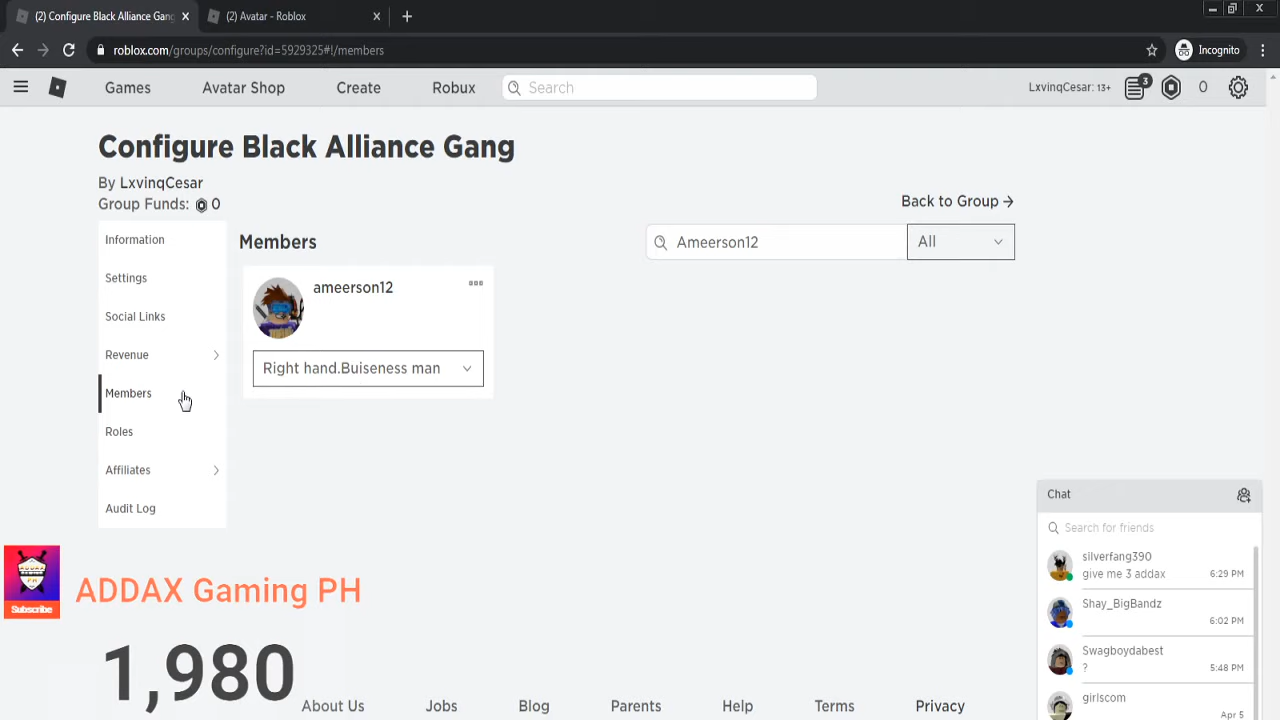 (2) Configure Black Alliance Gang
(2) Avatar - Roblox
roblox.com/groups/configure?id=5929325#!/members
Incognito
Games
Avatar Shop
Create
Robux
Search
LxvinqCesar: 13+
3
0
Configure Black Alliance Gang
By LxvinqCesar
Group Funds: 0
Back to Group
Information
Settings
Social Links
Revenue
Members
Roles
Affiliates
Audit Log
Members
Ameerson12
All
ameerson12
Right hand.Buiseness man
Chat
Search for friends
silverfang390
give me 3 addax 6:29 PM
Shay_BigBandz
6:02 PM
Swagboydabest
? 5:48 PM
girlscom
Apr 5
ADDAX
PH
Subscribe
ADDAX Gaming PH
1,980
About Us
Jobs
Blog
Parents
Help
Terms
Privacy